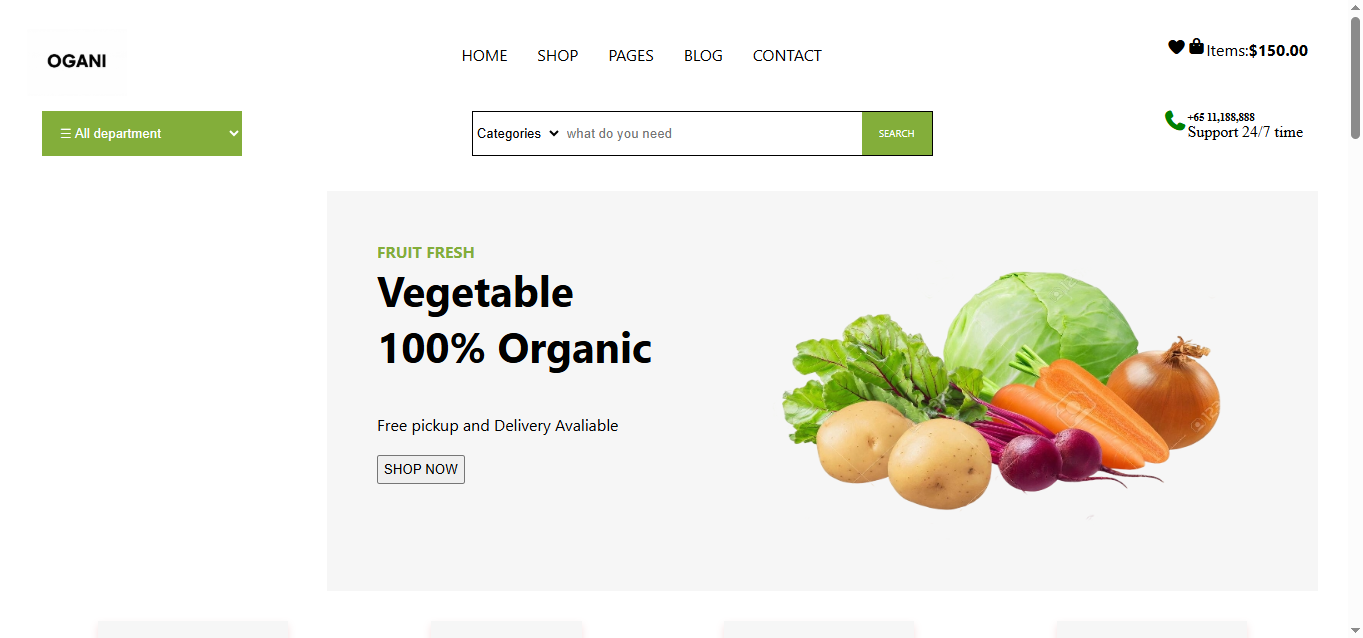 OGANI
HOME SHOP PAGES BLOG CONTACT
Items:$150.00
☰ All department
Categories what do you need SEARCH
+65 11,188,888
Support 24/7 time
FRUIT FRESH
Vegetable
100% Organic
Free pickup and Delivery Avaliable
SHOP NOW